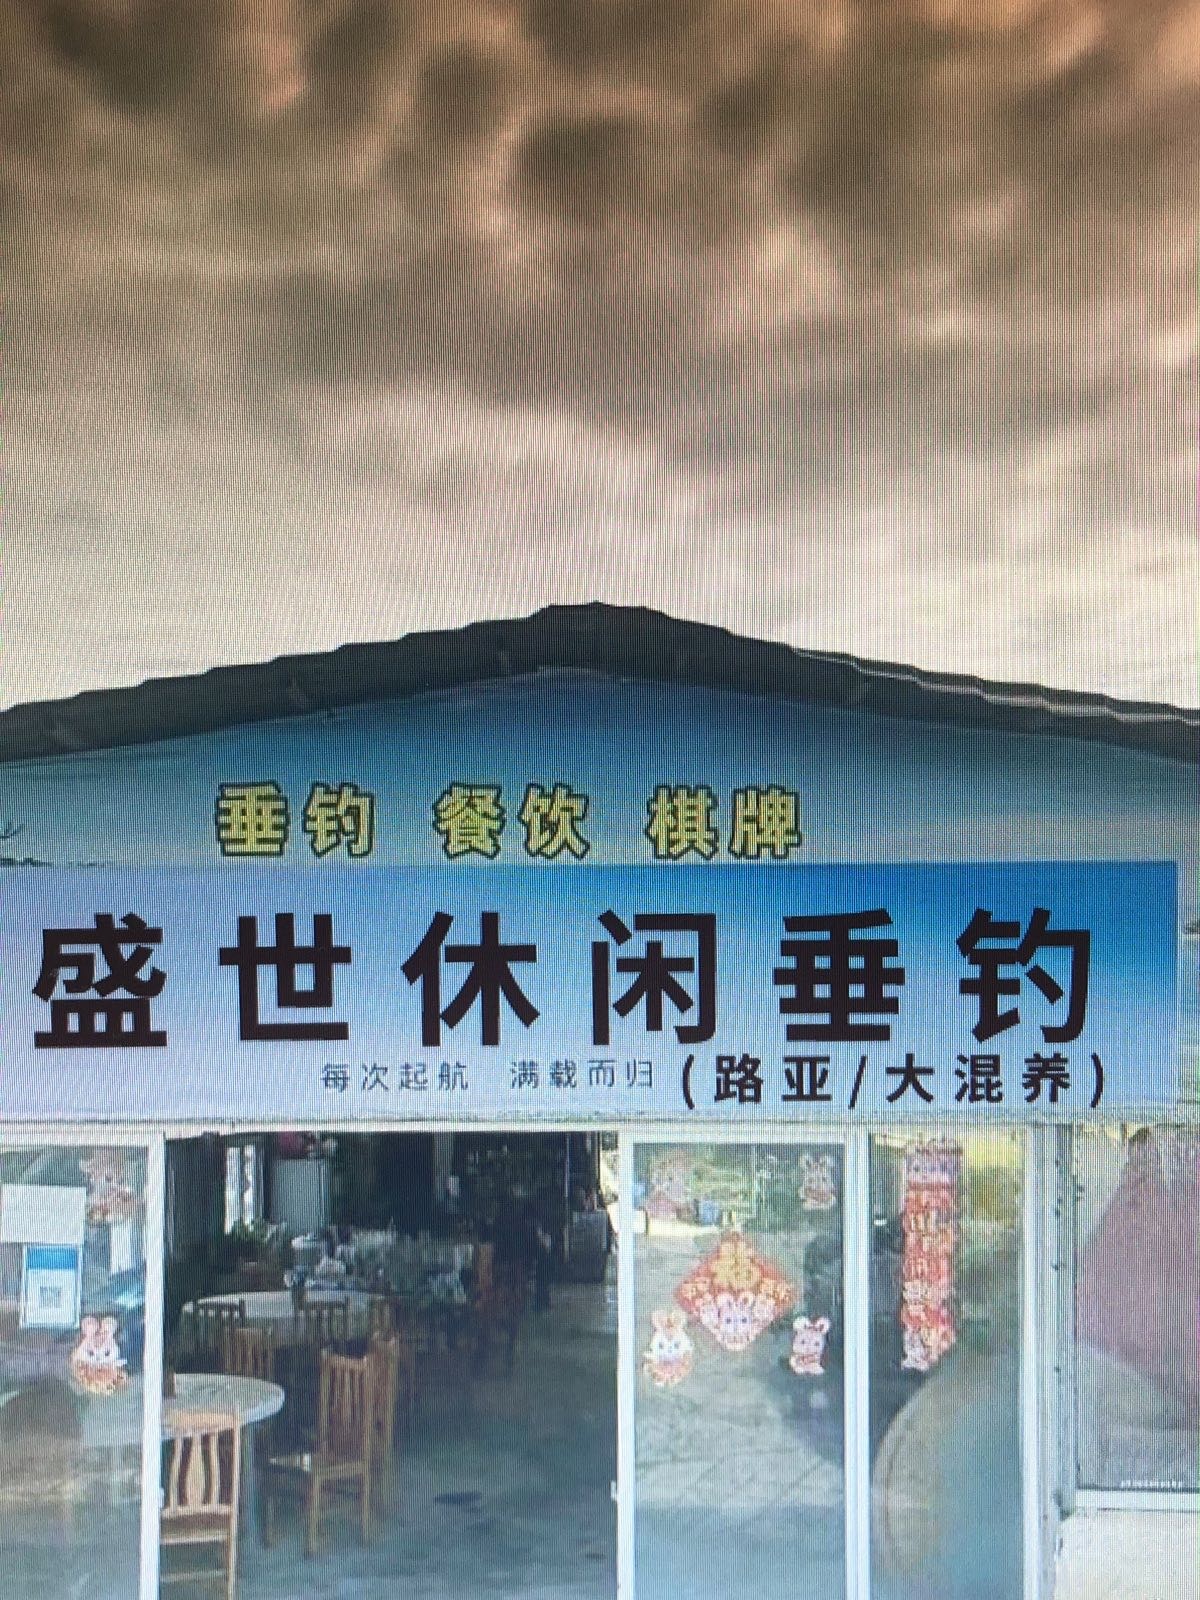 垂钓 餐饮 棋牌
盛世休闲垂钓
每次起航 满载而归 (路亚/大混养)
福